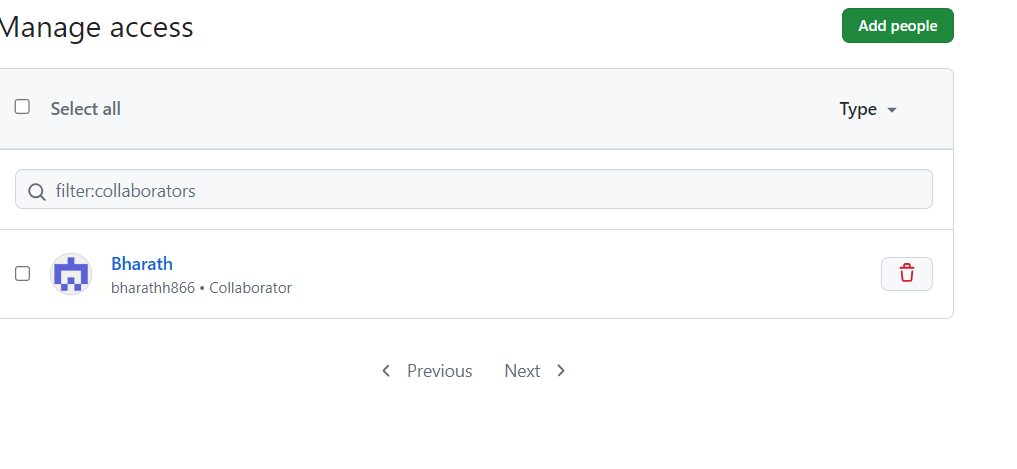 Manage access
Add people
Select all
Type
filter:collaborators
Bharath
bharathh866 • Collaborator
Previous Next